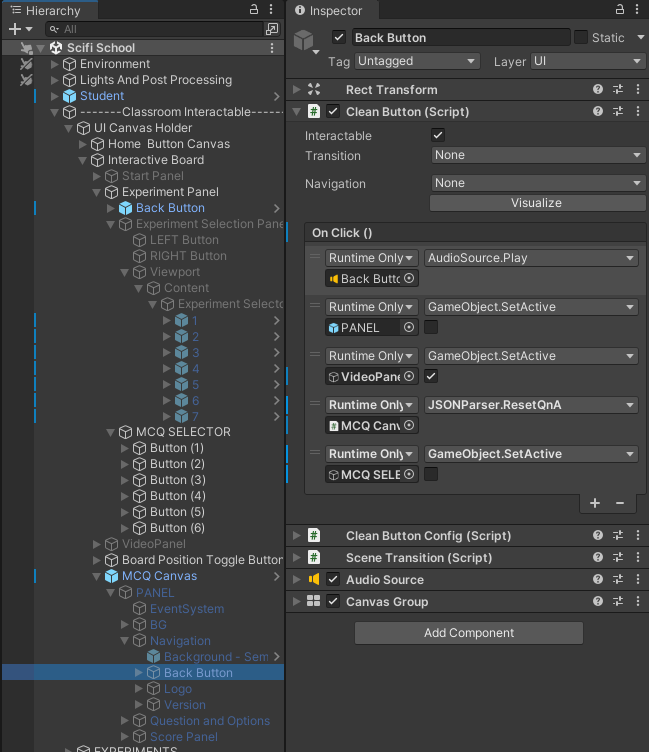 Hierarchy
All
Scifi School
Environment
Lights And Post Processing
Student
-------Classroom Interactable------
UI Canvas Holder
Home  Button Canvas
Interactive Board
Start Panel
Experiment Panel
Back Button
Experiment Selection Pane
LEFT Button
RIGHT Button
Viewport
Content
Experiment Selecto
1
2
3
4
5
6
7
MCQ SELECTOR
Button (1)
Button (2)
Button (3)
Button (4)
Button (5)
Button (6)
VideoPanel
Board Position Toggle Button
MCQ Canvas
PANEL
EventSystem
BG
Navigation
Background - Sem
Back Button
Logo
Version
Question and Options
Score Panel
EXPERIMENTS
Inspector
Back Button
Static
Tag Untagged Layer UI
Rect Transform
# Clean Button (Script)
Interactable
Transition None
Navigation None
Visualize
On Click ()
Runtime Only AudioSource.Play
Back Butto
Runtime Only GameObject.SetActive
PANEL
Runtime Only GameObject.SetActive
VideoPane
Runtime Only JSONParser.ResetQnA
# MCQ Canv
Runtime Only GameObject.SetActive
MCQ SELE
+ −
# Clean Button Config (Script)
# Scene Transition (Script)
Audio Source
Canvas Group
Add Component